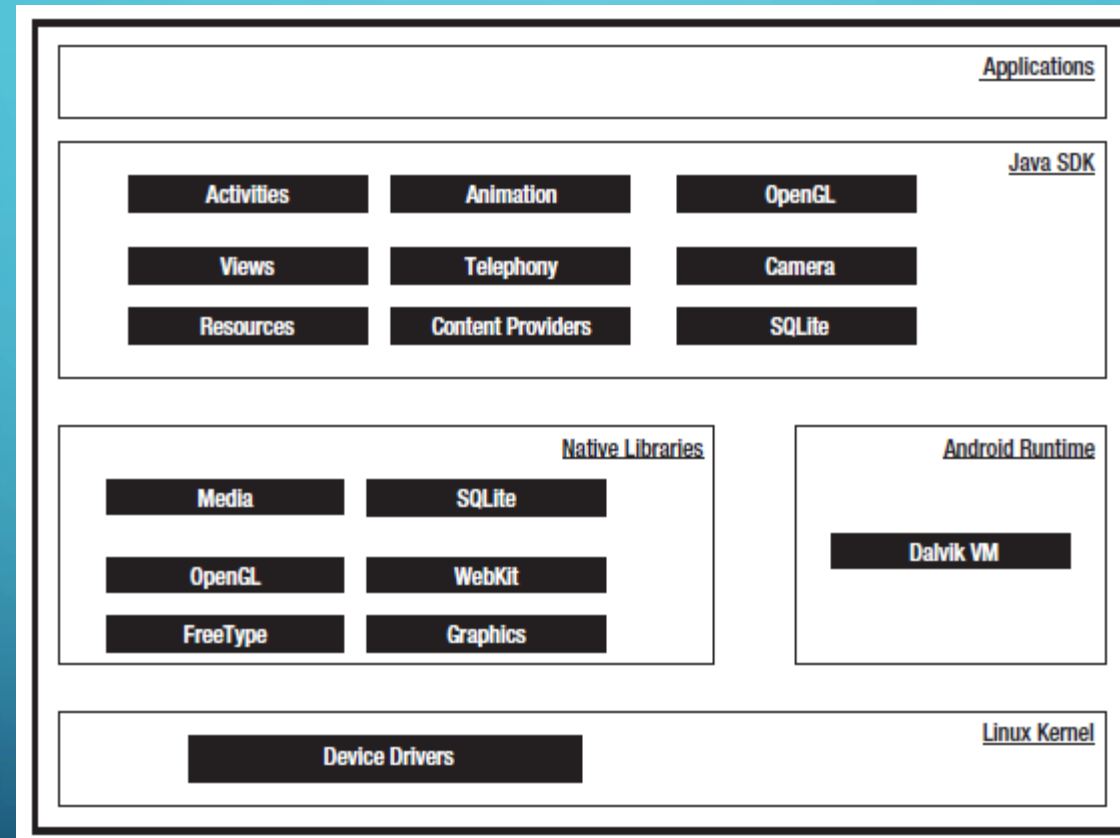 Applications
Java SDK
Activities Animation OpenGL
Views Telephony Camera
Resources Content Providers SQLite
Native Libraries
Media SQLite
OpenGL WebKit
FreeType Graphics
Android Runtime
Dalvik VM
Linux Kernel
Device Drivers